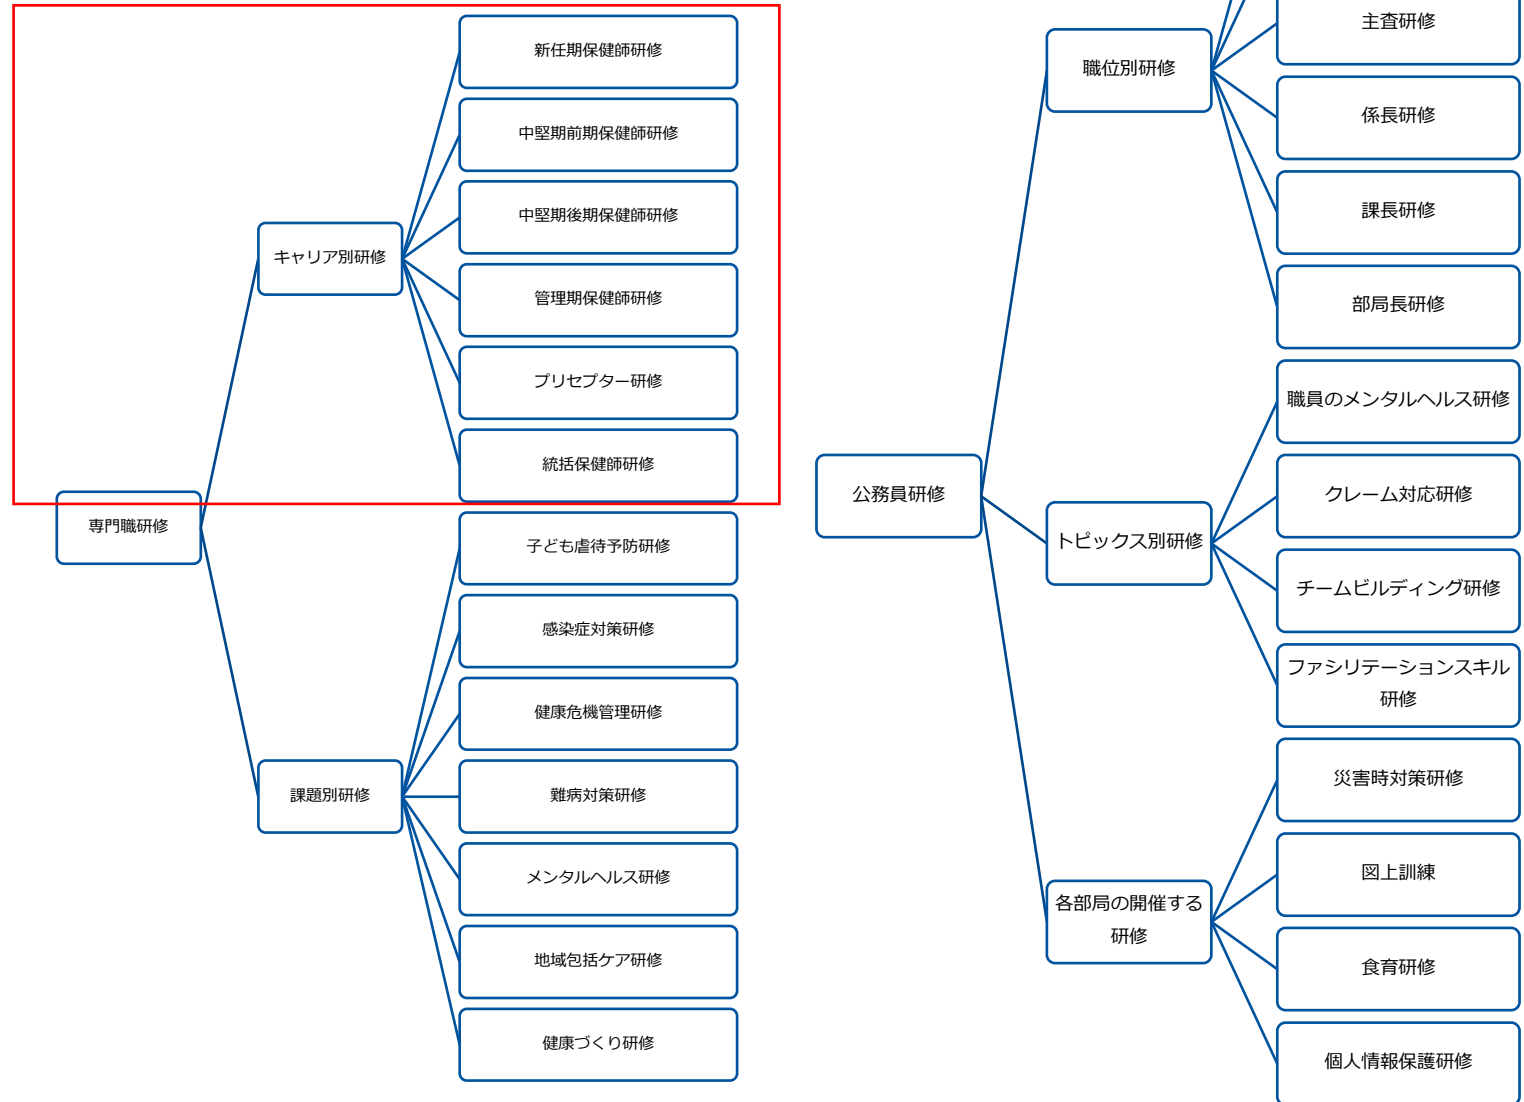 専門職研修
キャリア別研修
新任期保健師研修
中堅期前期保健師研修
中堅期後期保健師研修
管理期保健師研修
プリセプター研修
統括保健師研修
課題別研修
子ども虐待予防研修
感染症対策研修
健康危機管理研修
難病対策研修
メンタルヘルス研修
地域包括ケア研修
健康づくり研修
公務員研修
職位別研修
主査研修
係長研修
課長研修
部局長研修
トピックス別研修
職員のメンタルヘルス研修
クレーム対応研修
チームビルディング研修
ファシリテーションスキル
研修
各部局の開催する
研修
災害時対策研修
図上訓練
食育研修
個人情報保護研修